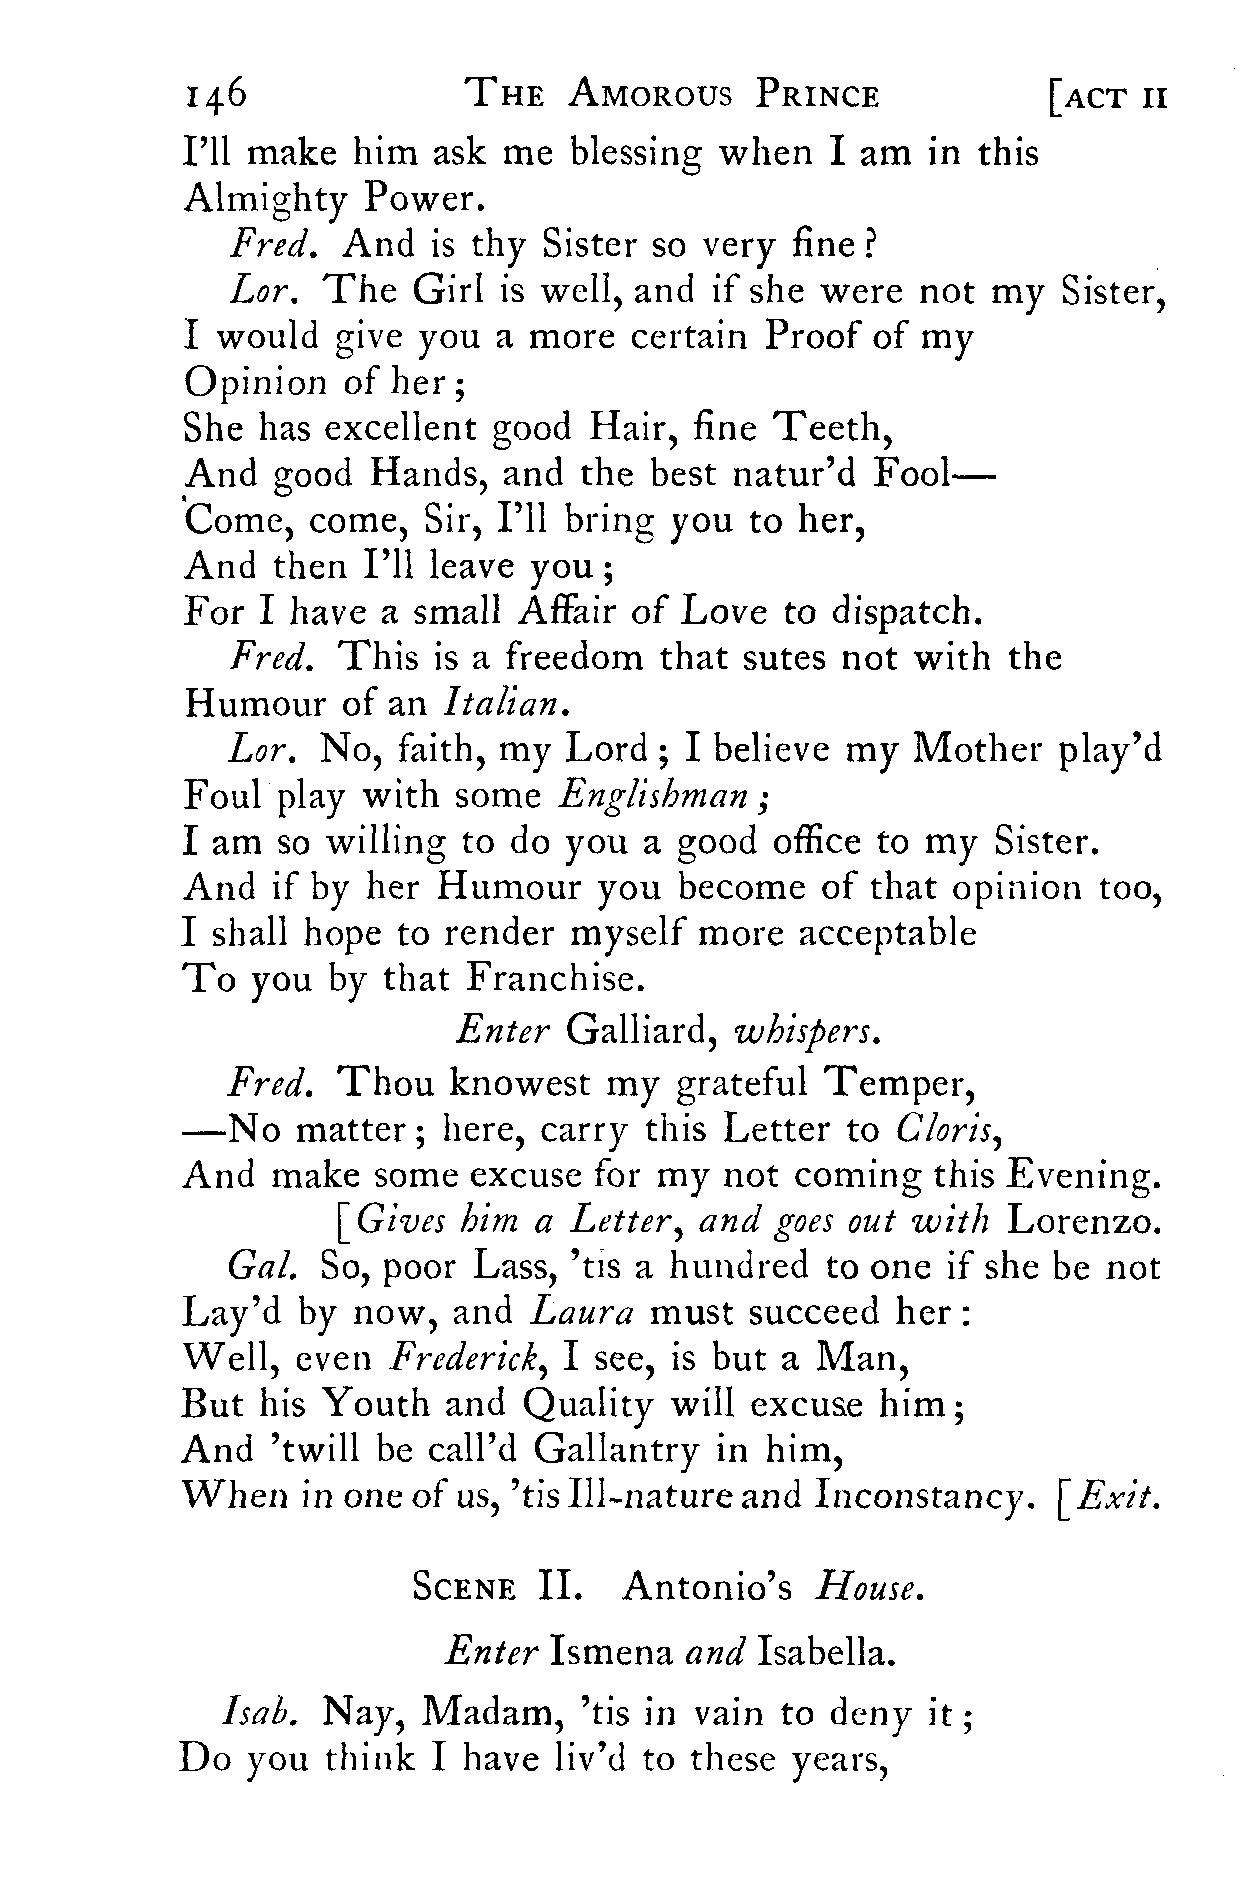 146 The Amorous Prince [act ii
I'll make him ask me blessing when I am in this
Almighty Power.
Fred. And is thy Sister so very fine?
Lor. The Girl is well, and if she were not my Sister,
I would give you a more certain Proof of my
Opinion of her;
She has excellent good Hair, fine Teeth,
And good Hands, and the best natur'd Fool—
Come, come, Sir, I'll bring you to her,
And then I'll leave you;
For I have a small Affair of Love to dispatch.
Fred. This is a freedom that sutes not with the
Humour of an Italian.
Lor. No, faith, my Lord; I believe my Mother play'd
Foul play with some Englishman;
I am so willing to do you a good office to my Sister.
And if by her Humour you become of that opinion too,
I shall hope to render myself more acceptable
To you by that Franchise.
Enter Galliard, whispers.
Fred. Thou knowest my grateful Temper,
—No matter; here, carry this Letter to Cloris,
And make some excuse for my not coming this Evening.
[Gives him a Letter, and goes out with Lorenzo.
Gal. So, poor Lass, 'tis a hundred to one if she be not
Lay'd by now, and Laura must succeed her:
Well, even Frederick, I see, is but a Man,
But his Youth and Quality will excuse him;
And 'twill be call'd Gallantry in him,
When in one of us, 'tis Ill-nature and Inconstancy. [Exit.
Scene II. Antonio's House.
Enter Ismena and Isabella.
Isab. Nay, Madam, 'tis in vain to deny it;
Do you think I have liv'd to these years,